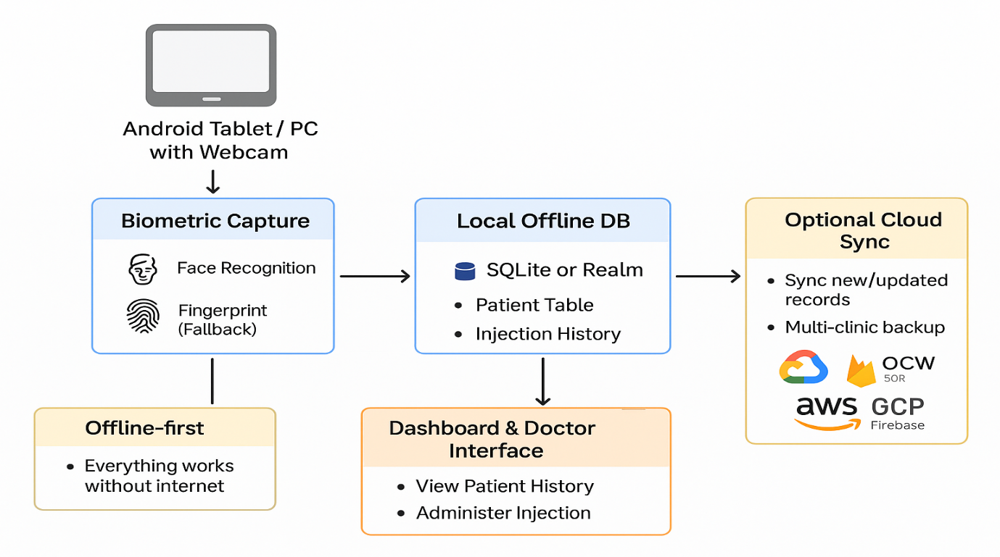 Android Tablet / PC
with Webcam
Biometric Capture
Face Recognition
Fingerprint
(Fallback)
Local Offline DB
SQLite or Realm
• Patient Table
• Injection History
Optional Cloud
Sync
• Sync new/updated
records
• Multi-clinic backup
OCW
50R
aws
GCP
Firebase
Offline-first
• Everything works
without internet
Dashboard & Doctor
Interface
• View Patient History
• Administer Injection